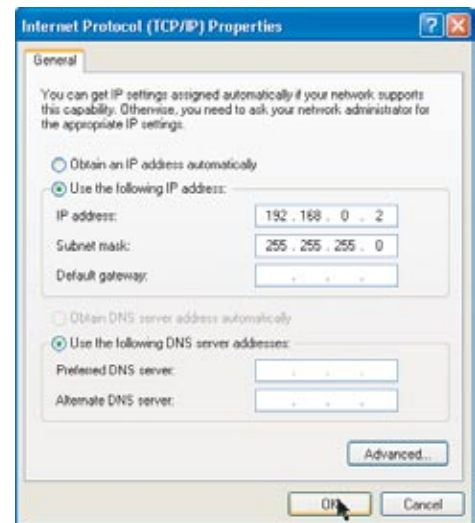 Internet Protocol (TCP/IP) Properties
General
You can get IP settings assigned automatically if your network supports
this capability. Otherwise, you need to ask your network administrator for
the appropriate IP settings.
Obtain an IP address automatically
Use the following IP address:
IP address: 192 . 168 . 0 . 2
Subnet mask: 255 . 255 . 255 . 0
Default gateway: . . .
Obtain DNS server address automatically
Use the following DNS server addresses:
Preferred DNS server: . . .
Alternate DNS server: . . .
Advanced...
OK Cancel